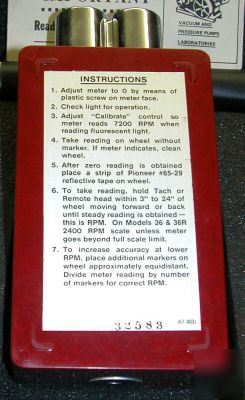 IMPORTANT
Read
VACUUM AND
PRESSURE PUMPS
LABORATORIES
INSTRUCTIONS
1. Adjust meter to 0 by means of
plastic screw on meter face.
2. Check light for operation.
3. Adjust "Calibrate" control so
meter reads 7200 RPM when
reading fluorescent light.
4. Take reading on wheel without
marker. If meter indicates, clean
wheel.
5. After zero reading is obtained
place a strip of Pioneer #65-29
reflective tape on wheel.
6. To take reading, hold Tach or
Remote head within 3" to 24" of
wheel moving forward or back
until steady reading is obtained—
this is RPM. On Models 36 & 36R
2400 RPM scale unless meter
goes beyond full scale limit.
7. To increase accuracy at lower
RPM. place additional markers on
wheel approximately equidistant.
Divide meter reading by
number of markers for correct RPM.
32583